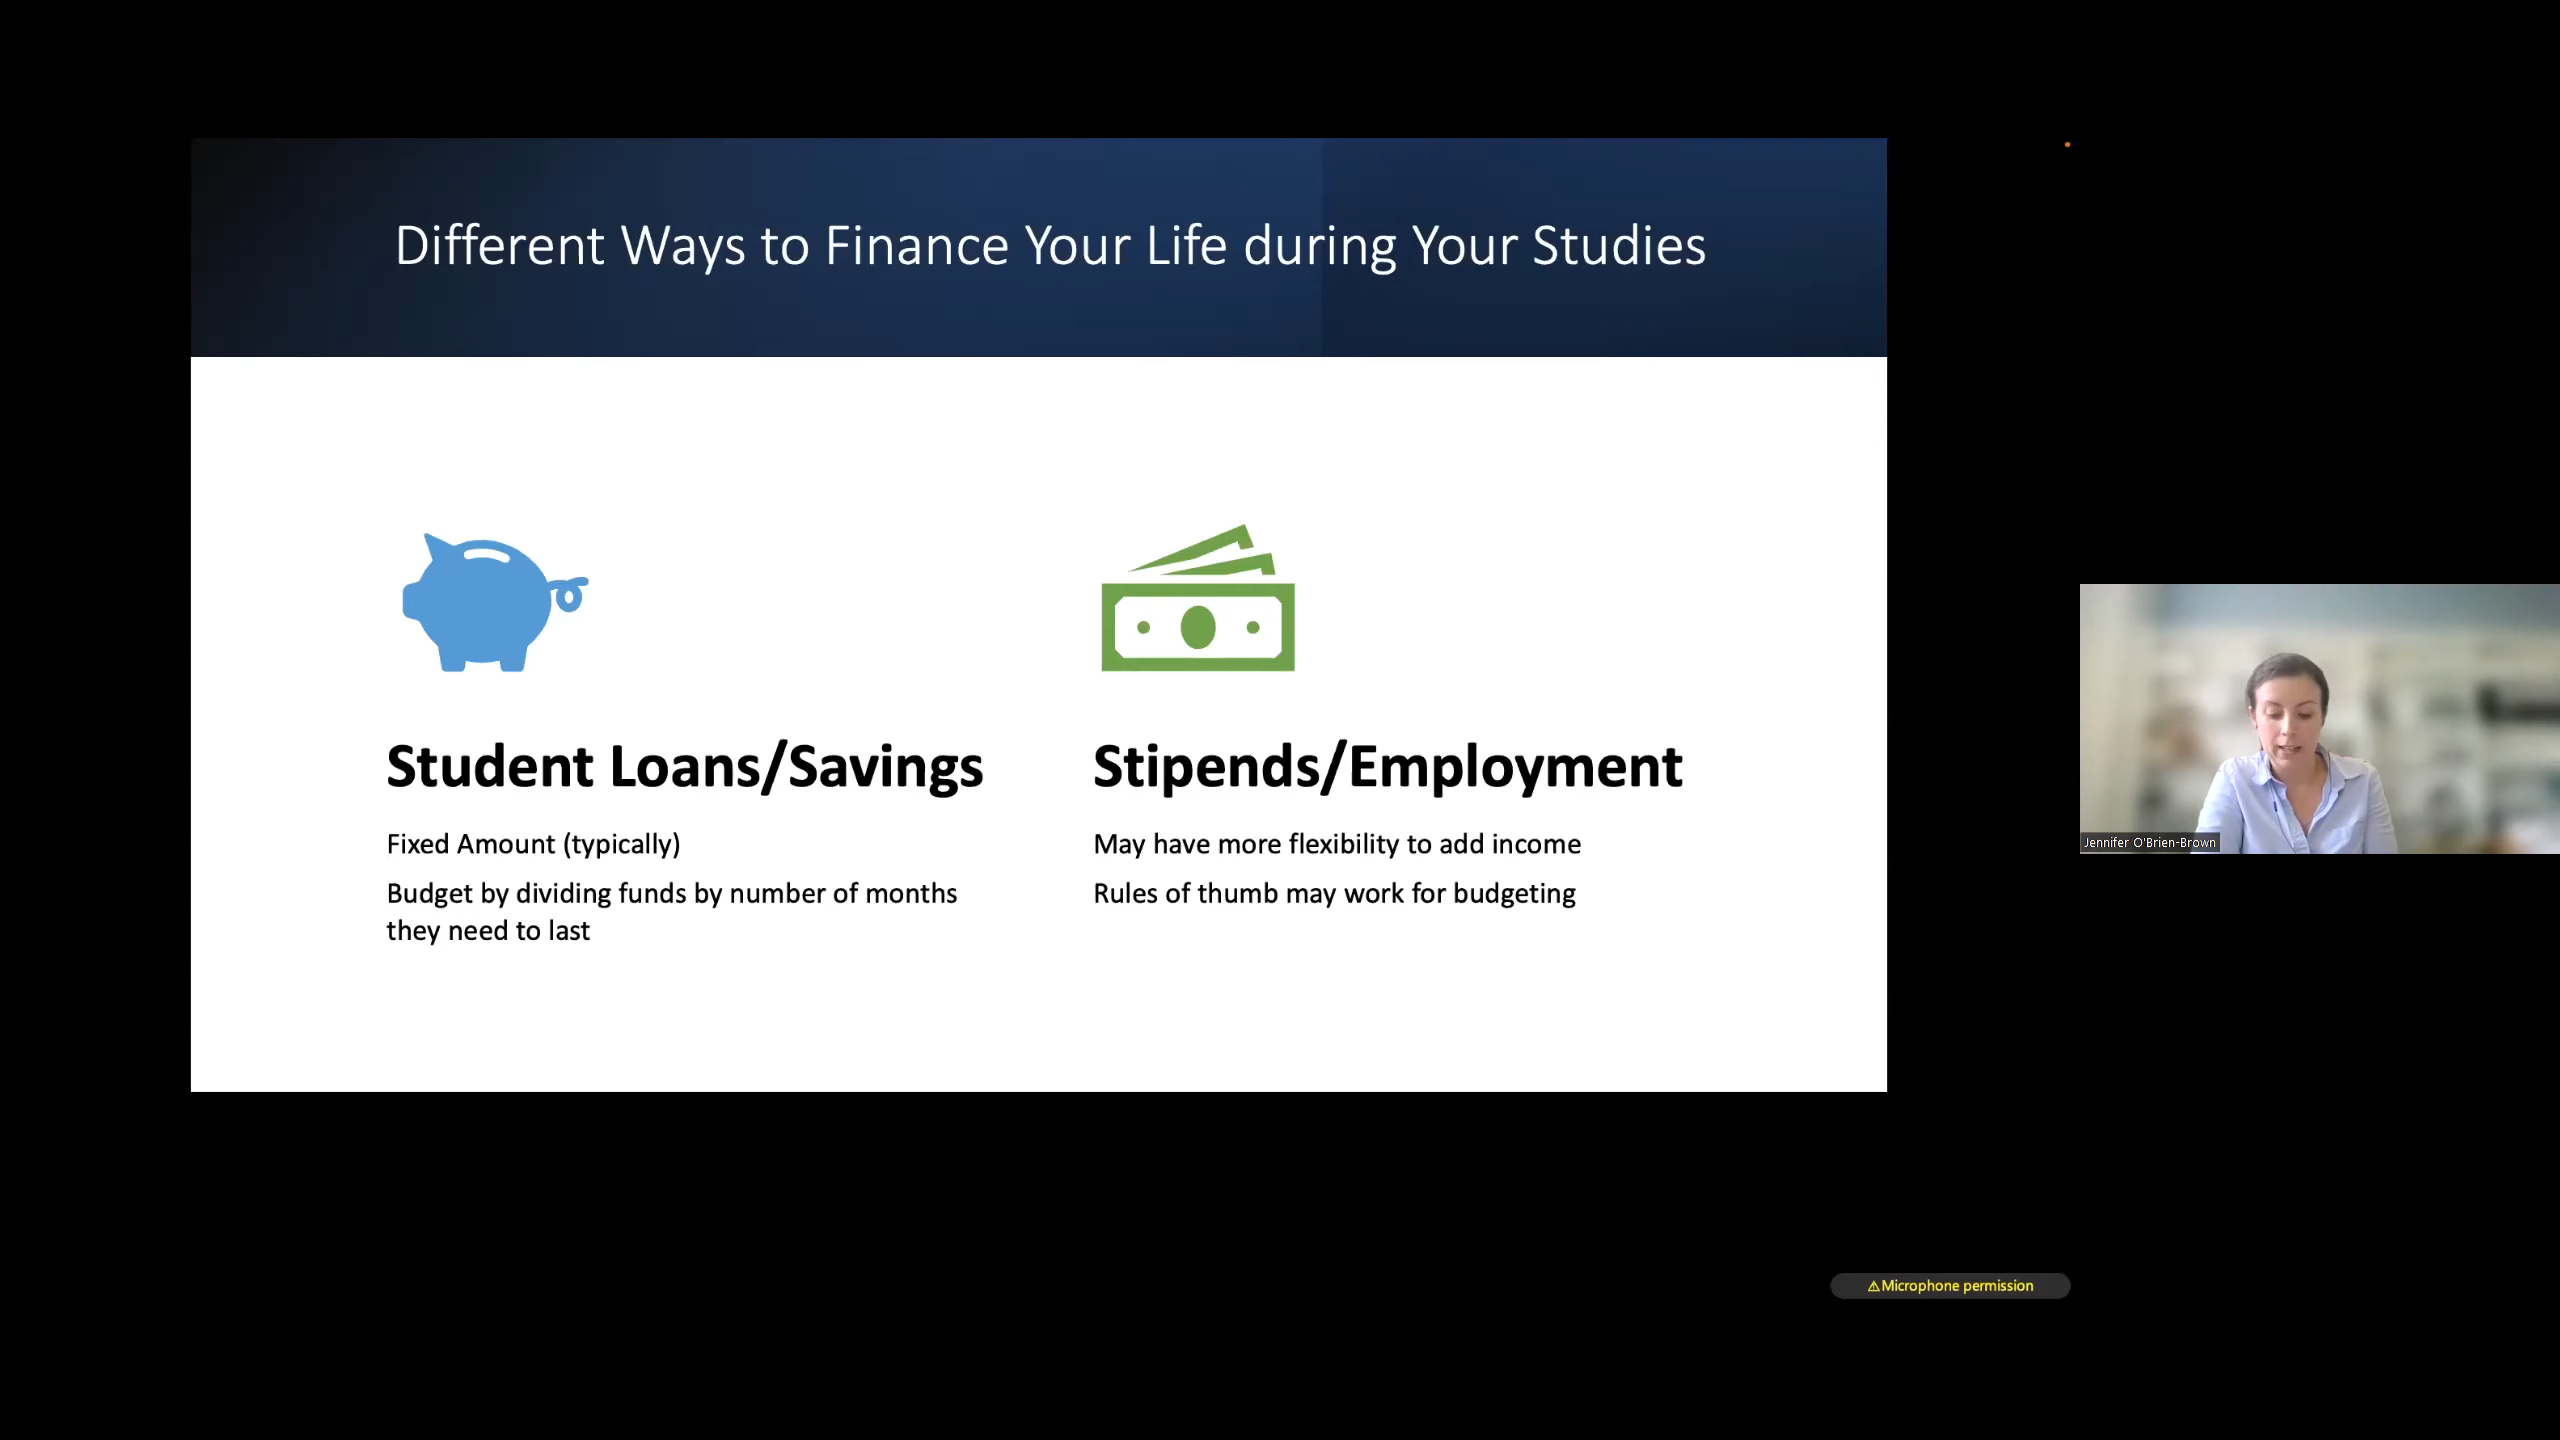 Different Ways to Finance Your Life during Your Studies
Student Loans/Savings
Fixed Amount (typically)
Budget by dividing funds by number of months
they need to last
Stipends/Employment
May have more flexibility to add income
Rules of thumb may work for budgeting
Jennifer O'Brien-Brown
⚠Microphone permission